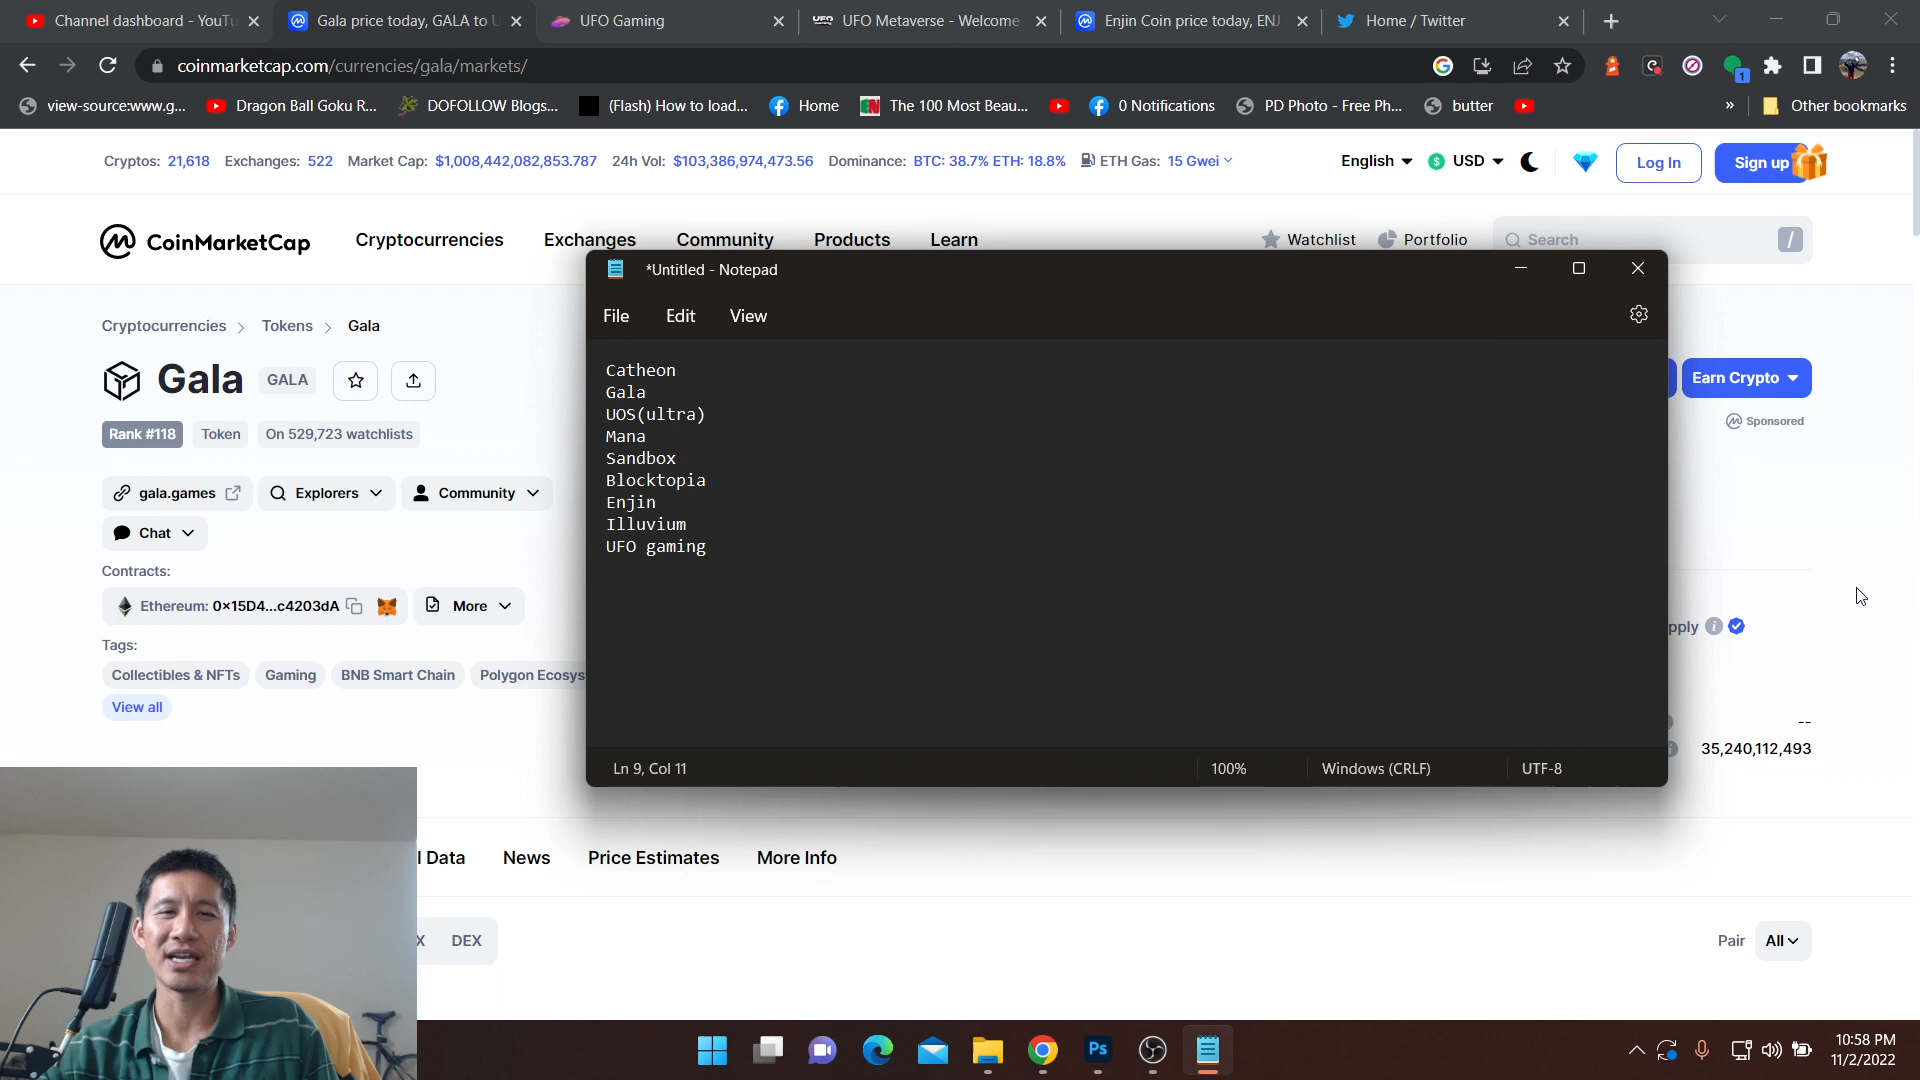 Channel dashboard - YouTu
Gala price today, GALA to U
UFO Gaming
UFO Metaverse - Welcome
Enjin Coin price today, ENJ
Home / Twitter
coinmarketcap.com/currencies/gala/markets/
1
view-source:www.g...
Dragon Ball Goku R...
DOFOLLOW Blogs...
(Flash) How to load...
Home
The 100 Most Beau...
0 Notifications
PD Photo - Free Ph...
butter
»
Other bookmarks
Cryptos: 21,618 Exchanges: 522 Market Cap: $1,008,442,082,853.787 24h Vol: $103,386,974,473.56 Dominance: BTC: 38.7% ETH: 18.8% ETH Gas: 15 Gwei
English
USD
Log In
Sign up
CoinMarketCap
Cryptocurrencies
Exchanges
Community
Products
Learn
Watchlist
Portfolio
Search
/
Cryptocurrencies > Tokens > Gala
Gala GALA
Rank #118
Token
On 529,723 watchlists
gala.games
Explorers
Community
Chat
Contracts:
Ethereum: 0x15D4...c4203dA
More
Tags:
Collectibles & NFTs
Gaming
BNB Smart Chain
Polygon Ecosys
View all
*Untitled - Notepad
File Edit View
Catheon
Gala
UOS(ultra)
Mana
Sandbox
Blocktopia
Enjin
Illuvium
UFO gaming
Ln 9, Col 11
100%
Windows (CRLF)
UTF-8
Earn Crypto
Sponsored
pply
--
35,240,112,493
l Data
News
Price Estimates
More Info
X
DEX
Pair
All
Ps
10:58 PM
11/2/2022